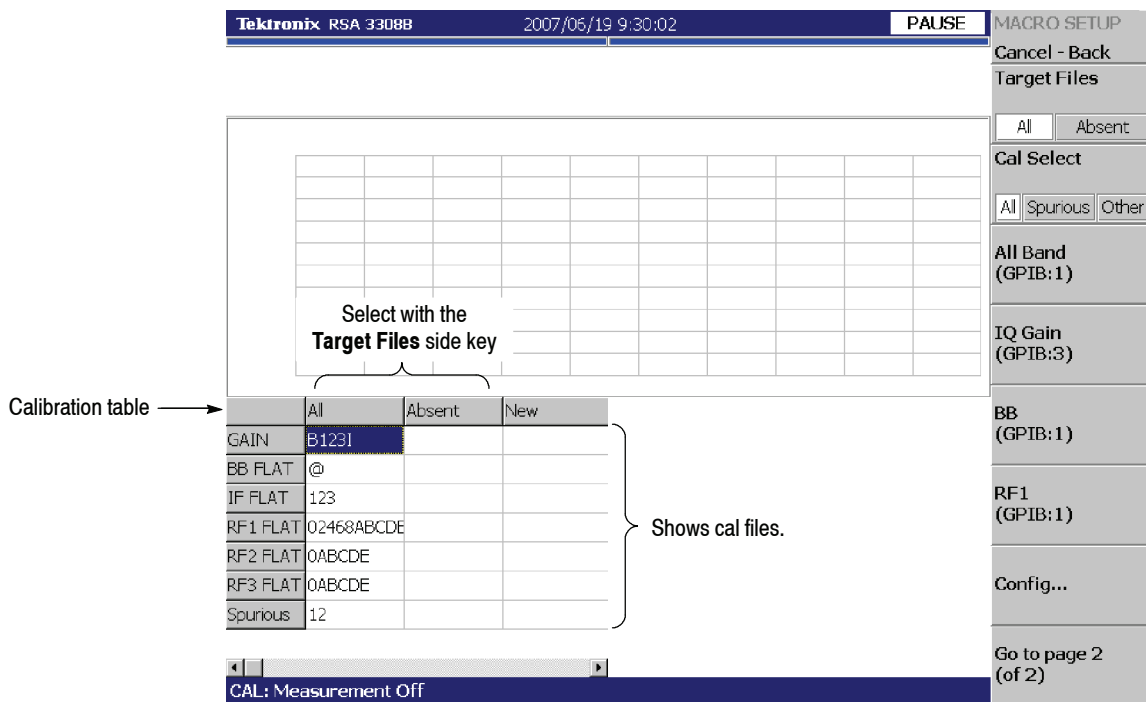 Tektronix RSA 3308B 2007/06/19 9:30:02 PAUSE
MACRO SETUP
Cancel - Back
Target Files
All Absent
Cal Select
All Spurious Other
All Band
(GPIB:1)
IQ Gain
(GPIB:3)
BB
(GPIB:1)
RF1
(GPIB:1)
Config...
Go to page 2
(of 2)
Select with the
Target Files side key
Calibration table
All Absent New
GAIN B123I
BB FLAT @
IF FLAT 123
RF1 FLAT 02468ABCDE
RF2 FLAT 0ABCDE
RF3 FLAT 0ABCDE
Spurious 12
Shows cal files.
CAL: Measurement Off